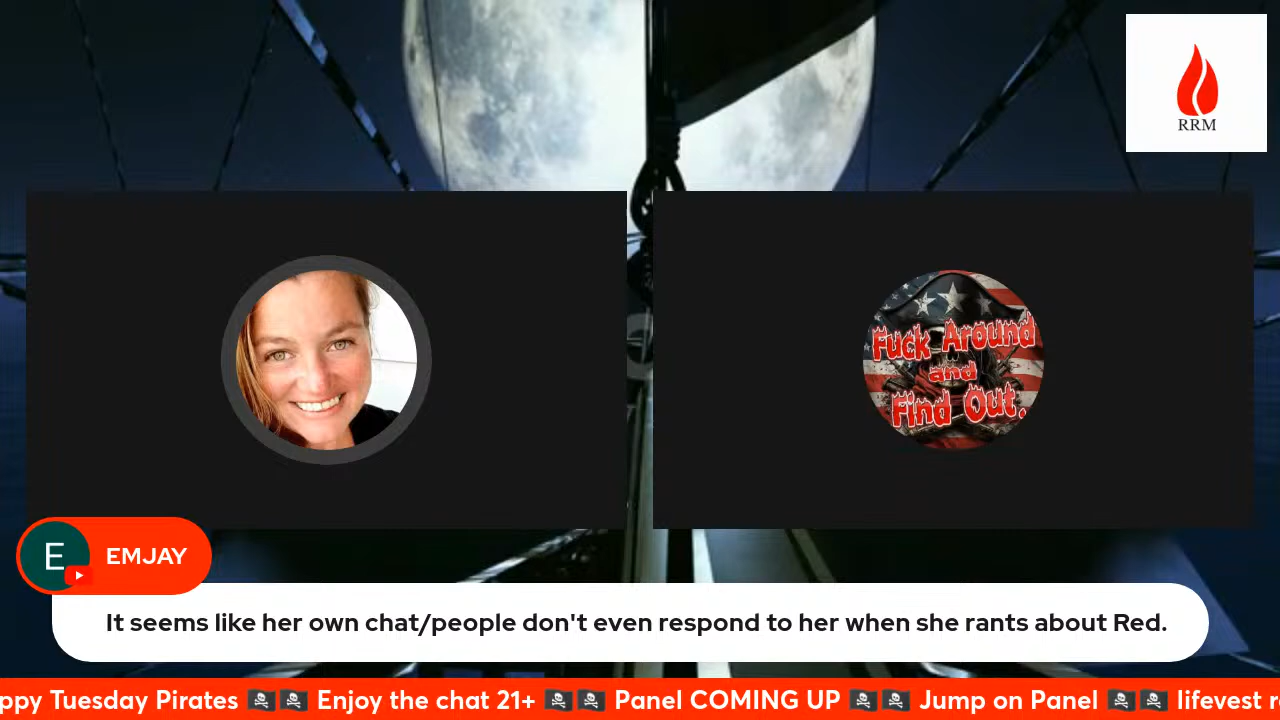 RRM
Fuck Around
and
Find Out.
E EMJAY
It seems like her own chat/people don't even respond to her when she rants about Red.
ppy Tuesday Pirates 🏴‍☠️🏴‍☠️ Enjoy the chat 21+ 🏴‍☠️🏴‍☠️ Panel COMING UP 🏴‍☠️🏴‍☠️ Jump on Panel 🏴‍☠️🏴‍☠️ lifevest r